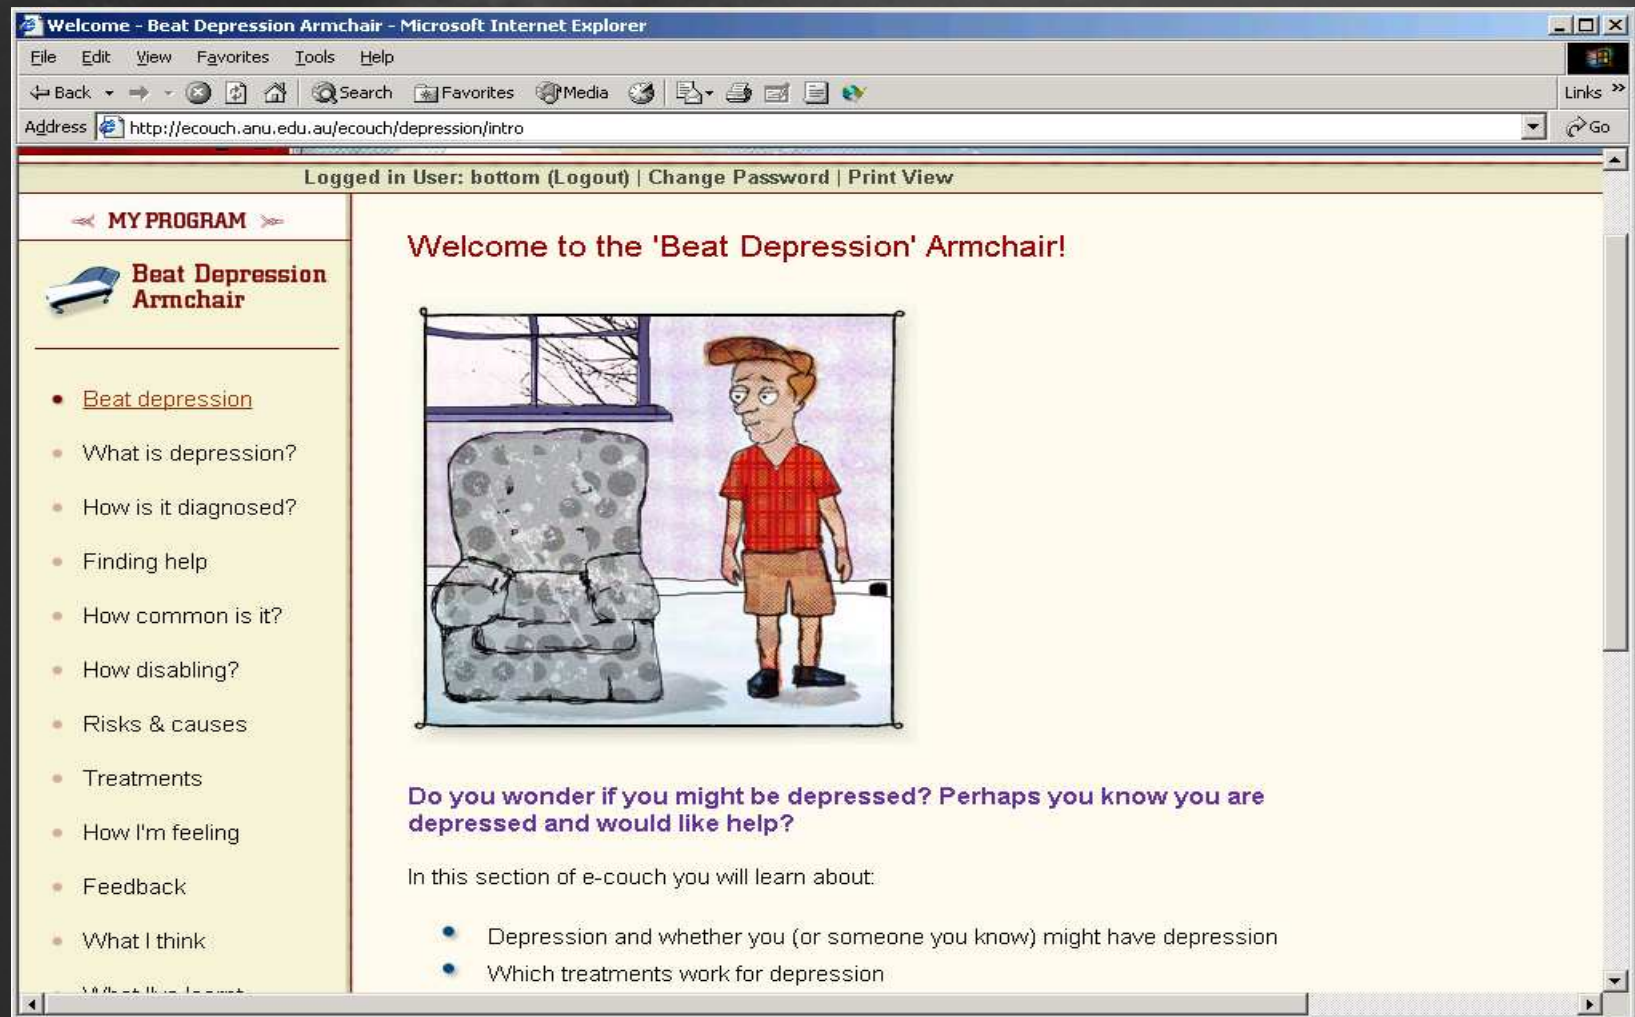 Welcome - Beat Depression Armchair - Microsoft Internet Explorer
File Edit View Favorites Tools Help
Back Search Favorites Media Links »
Address http://ecouch.anu.edu.au/ecouch/depression/intro Go
Logged in User: bottom (Logout) | Change Password | Print View
MY PROGRAM
Beat Depression
Armchair
Beat depression
What is depression?
How is it diagnosed?
Finding help
How common is it?
How disabling?
Risks & causes
Treatments
How I'm feeling
Feedback
What I think
Welcome to the 'Beat Depression' Armchair!
Do you wonder if you might be depressed? Perhaps you know you are
depressed and would like help?
In this section of e-couch you will learn about:
Depression and whether you (or someone you know) might have depression
Which treatments work for depression